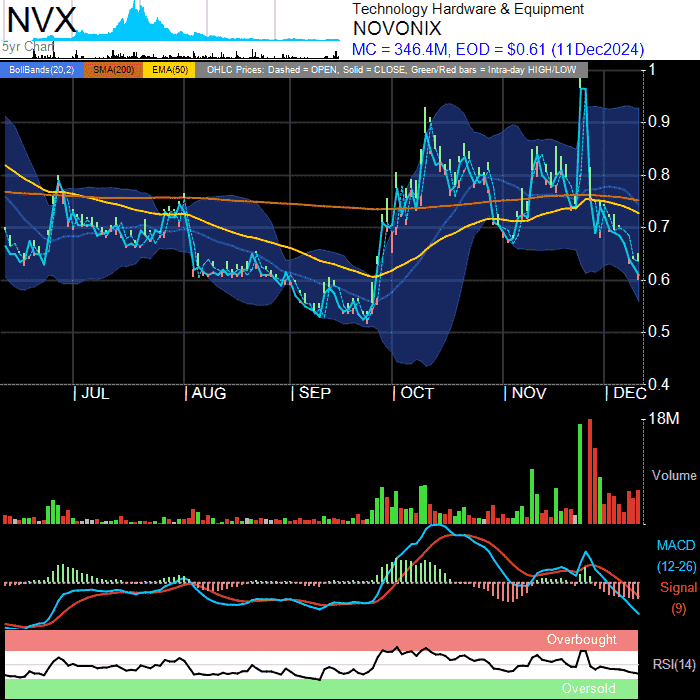 NVX
5yr Chart
Technology Hardware & Equipment
NOVONIX
MC = 346.4M, EOD = $0.61 (11Dec2024)
BollBands(20,2) SMA(200) EMA(50) OHLC Prices: Dashed = OPEN, Solid = CLOSE, Green/Red bars = Intra-day HIGH/LOW
1
0.9
0.8
0.7
0.6
0.5
0.4
JUL AUG SEP OCT NOV DEC
18M
Volume
MACD
(12-26)
Signal
(9)
Overbought
RSI(14)
Oversold